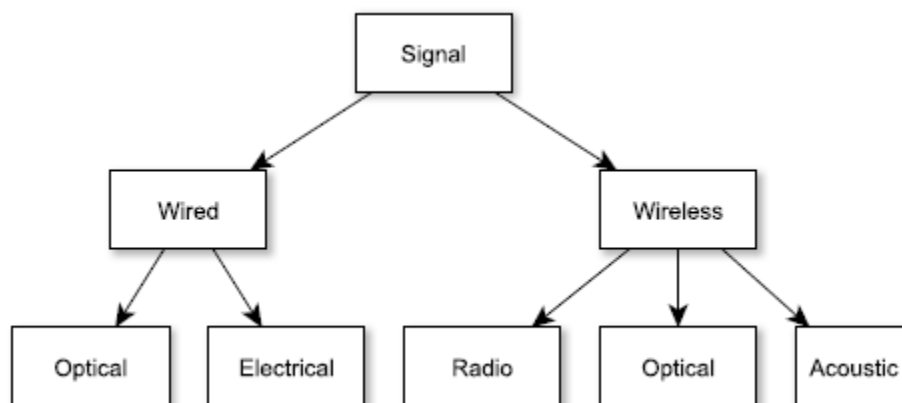 Signal
Wired
Wireless
Optical
Electrical
Radio
Optical
Acoustic